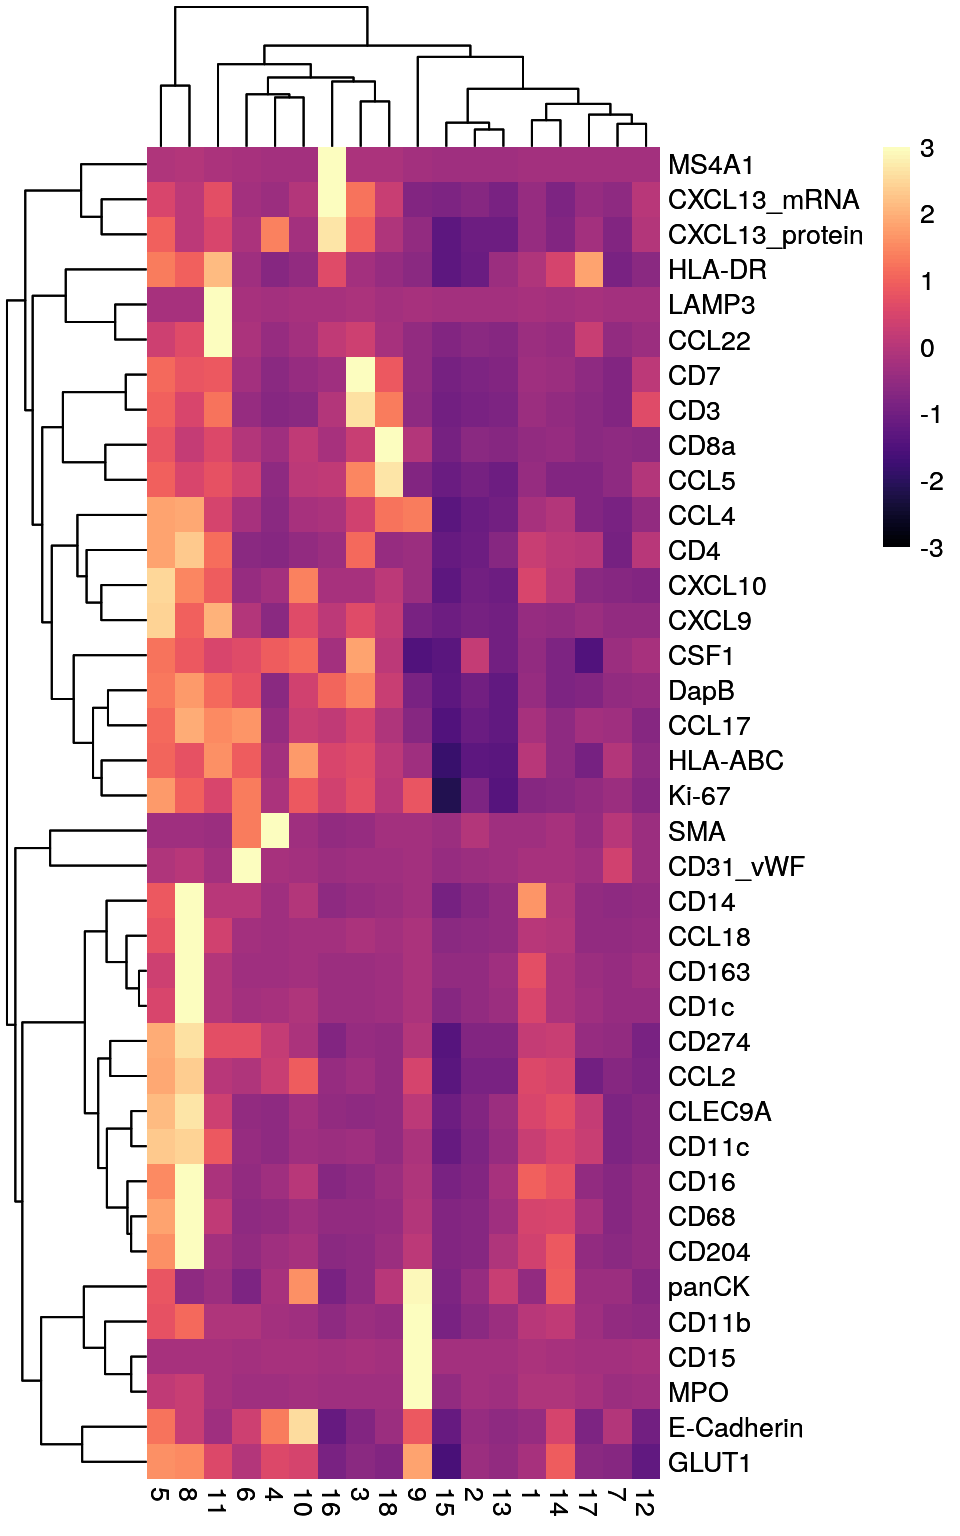 MS4A1
CXCL13_mRNA
CXCL13_protein
HLA-DR
LAMP3
CCL22
CD7
CD3
CD8a
CCL5
CCL4
CD4
CXCL10
CXCL9
CSF1
DapB
CCL17
HLA-ABC
Ki-67
SMA
CD31_vWF
CD14
CCL18
CD163
CD1c
CD274
CCL2
CLEC9A
CD11c
CD16
CD68
CD204
panCK
CD11b
CD15
MPO
E-Cadherin
GLUT1
3
2
1
0
-1
-2
-3
5 8 11 6 4 10 16 3 18 9 15 2 13 1 14 17 7 12